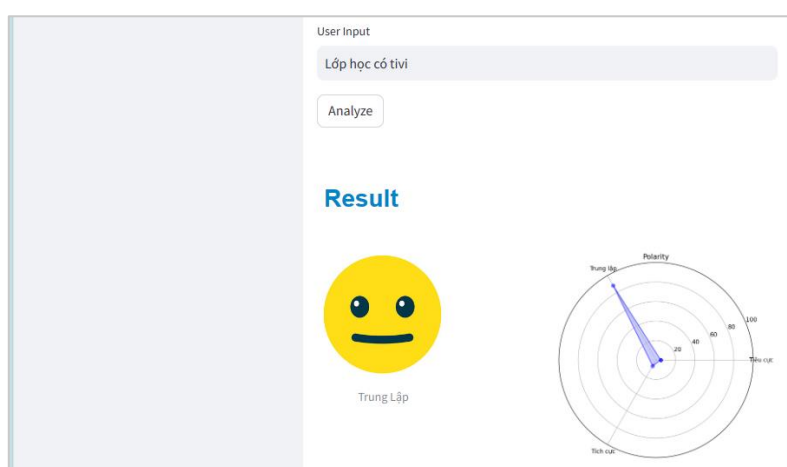 User Input
Lớp học có tivi
Analyze
Result
Polarity
Trung lập
100
80
60
40
20
Tiêu cực
Trung Lập
Tích cực